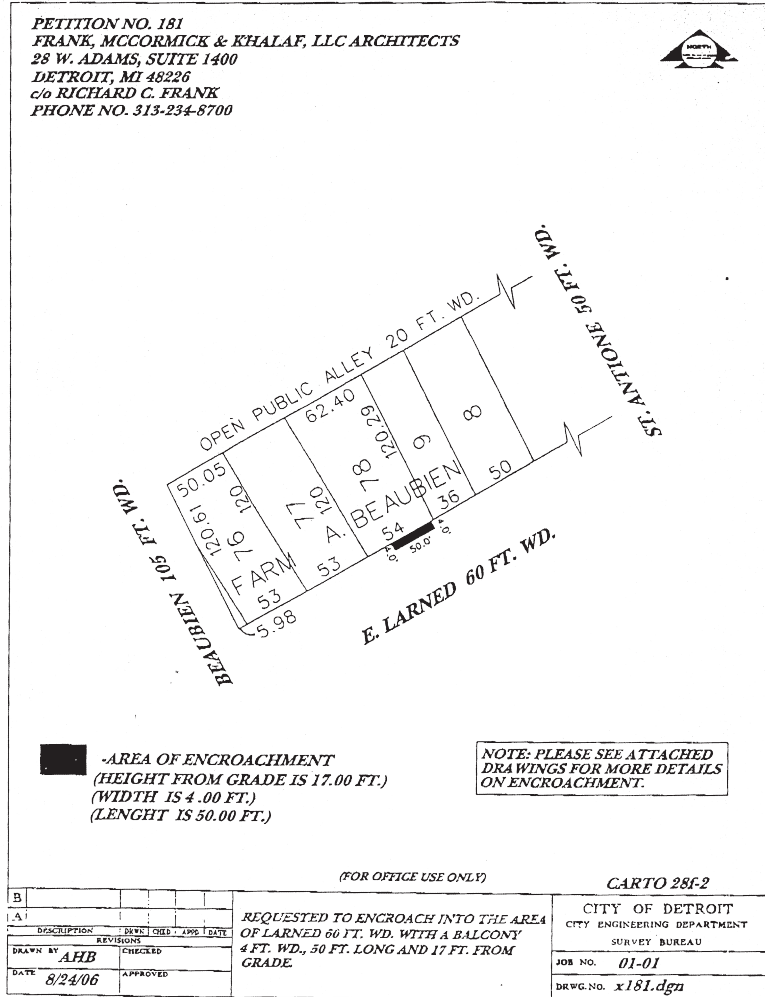 PETITION NO. 181
FRANK, MCCORMICK & KHALAF, LLC ARCHITECTS
28 W. ADAMS, SUITE 1400
DETROIT, MI 48226
c/o RICHARD C. FRANK
PHONE NO. 313-234-8700
NORTH
ST. ANTIONE 50 FT. WD.
OPEN PUBLIC ALLEY 20 FT. WD.
BEAUBIEN 105 FT. WD.
50.05
62.40
120.61
76
120
77
120
78
120.29
9
8
FARM
A. BEAUBIEN
53
53
54
36
50
5.98
4.0'
50.0'
4.0'
E. LARNED 60 FT. WD.
-AREA OF ENCROACHMENT
(HEIGHT FROM GRADE IS 17.00 FT.)
(WIDTH IS 4 .00 FT.)
(LENGHT IS 50.00 FT.)
NOTE: PLEASE SEE ATTACHED
DRAWINGS FOR MORE DETAILS
ON ENCROACHMENT.
(FOR OFFICE USE ONLY)
CARTO 28f-2
B
A
DESCRIPTION DRWN CHKD APPD DATE
REVISIONS
DRAWN BY AHB
CHECKED
DATE 8/24/06
APPROVED
REQUESTED TO ENCROACH INTO THE AREA
OF LARNED 60 FT. WD. WITH A BALCONY
4 FT. WD., 50 FT. LONG AND 17 FT. FROM
GRADE.
CITY OF DETROIT
CITY ENGINEERING DEPARTMENT
SURVEY BUREAU
JOB NO. 01-01
DRWG. NO. x181.dgn